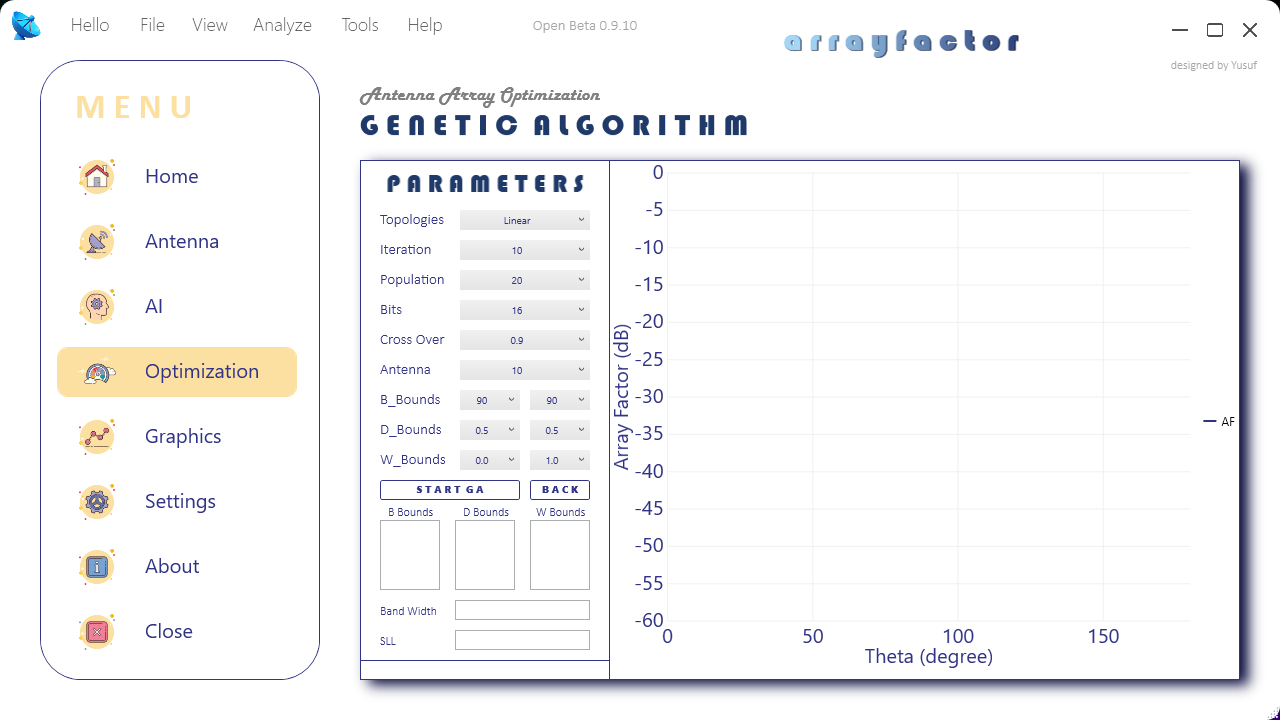 Hello File View Analyze Tools Help Open Beta 0.9.10
arrayfactor
designed by Yusuf
MENU
Home
Antenna
AI
Optimization
Graphics
Settings
About
Close
Antenna Array Optimization
GENETIC ALGORITHM
PARAMETERS
Topologies Linear
Iteration 10
Population 20
Bits 16
Cross Over 0.9
Antenna 10
B_Bounds 90 90
D_Bounds 0.5 0.5
W_Bounds 0.0 1.0
START GA BACK
B Bounds D Bounds W Bounds
Band Width
SLL
Array Factor (dB)
0
-5
-10
-15
-20
-25
-30
-35
-40
-45
-50
-55
-60
0 50 100 150
Theta (degree)
AF